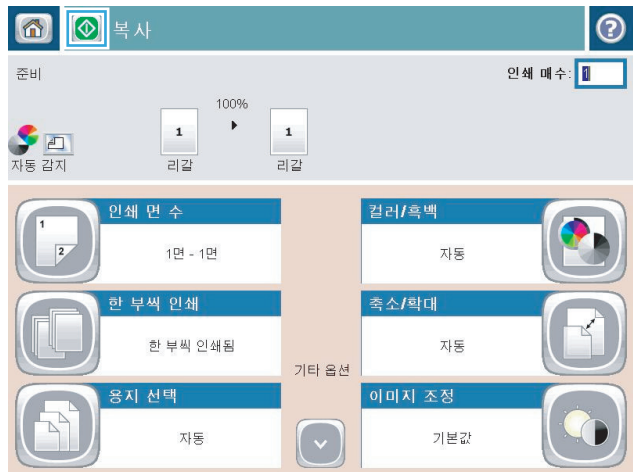 복사
?
준비
인쇄 매수: 1
100%
1 1
자동 감지 리갈 리갈
인쇄 면 수
1
2
1면 - 1면
컬러/흑백
자동
한 부씩 인쇄
한 부씩 인쇄됨
축소/확대
자동
기타 옵션
용지 선택
자동
이미지 조정
기본값